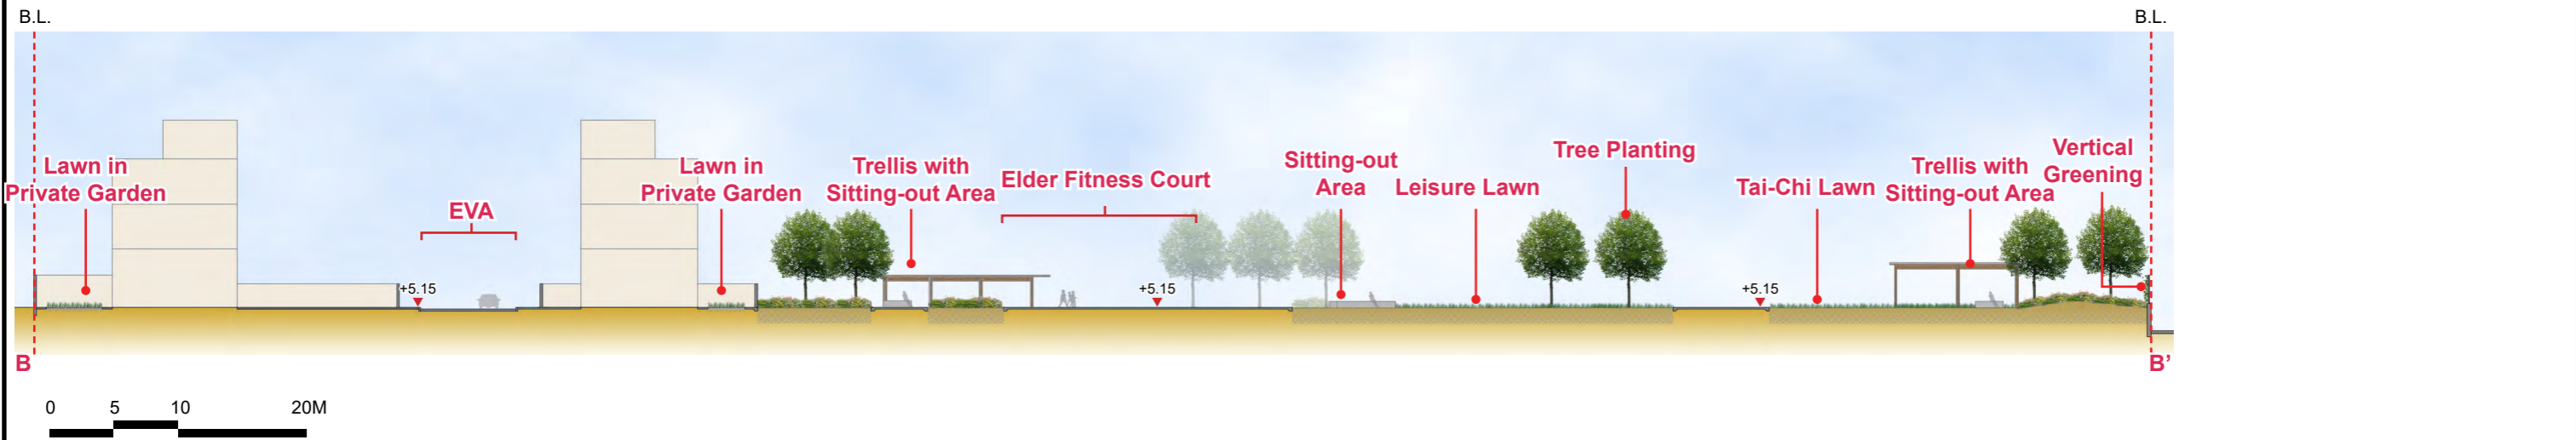 B.L.
B.L.
Lawn in
Private Garden
EVA
Lawn in
Private Garden
Trellis with
Sitting-out Area
Elder Fitness Court
Sitting-out
Area
Leisure Lawn
Tree Planting
Tai-Chi Lawn
Trellis with
Sitting-out Area
Vertical
Greening
+5.15
+5.15
+5.15
B
B’
0 5 10 20M